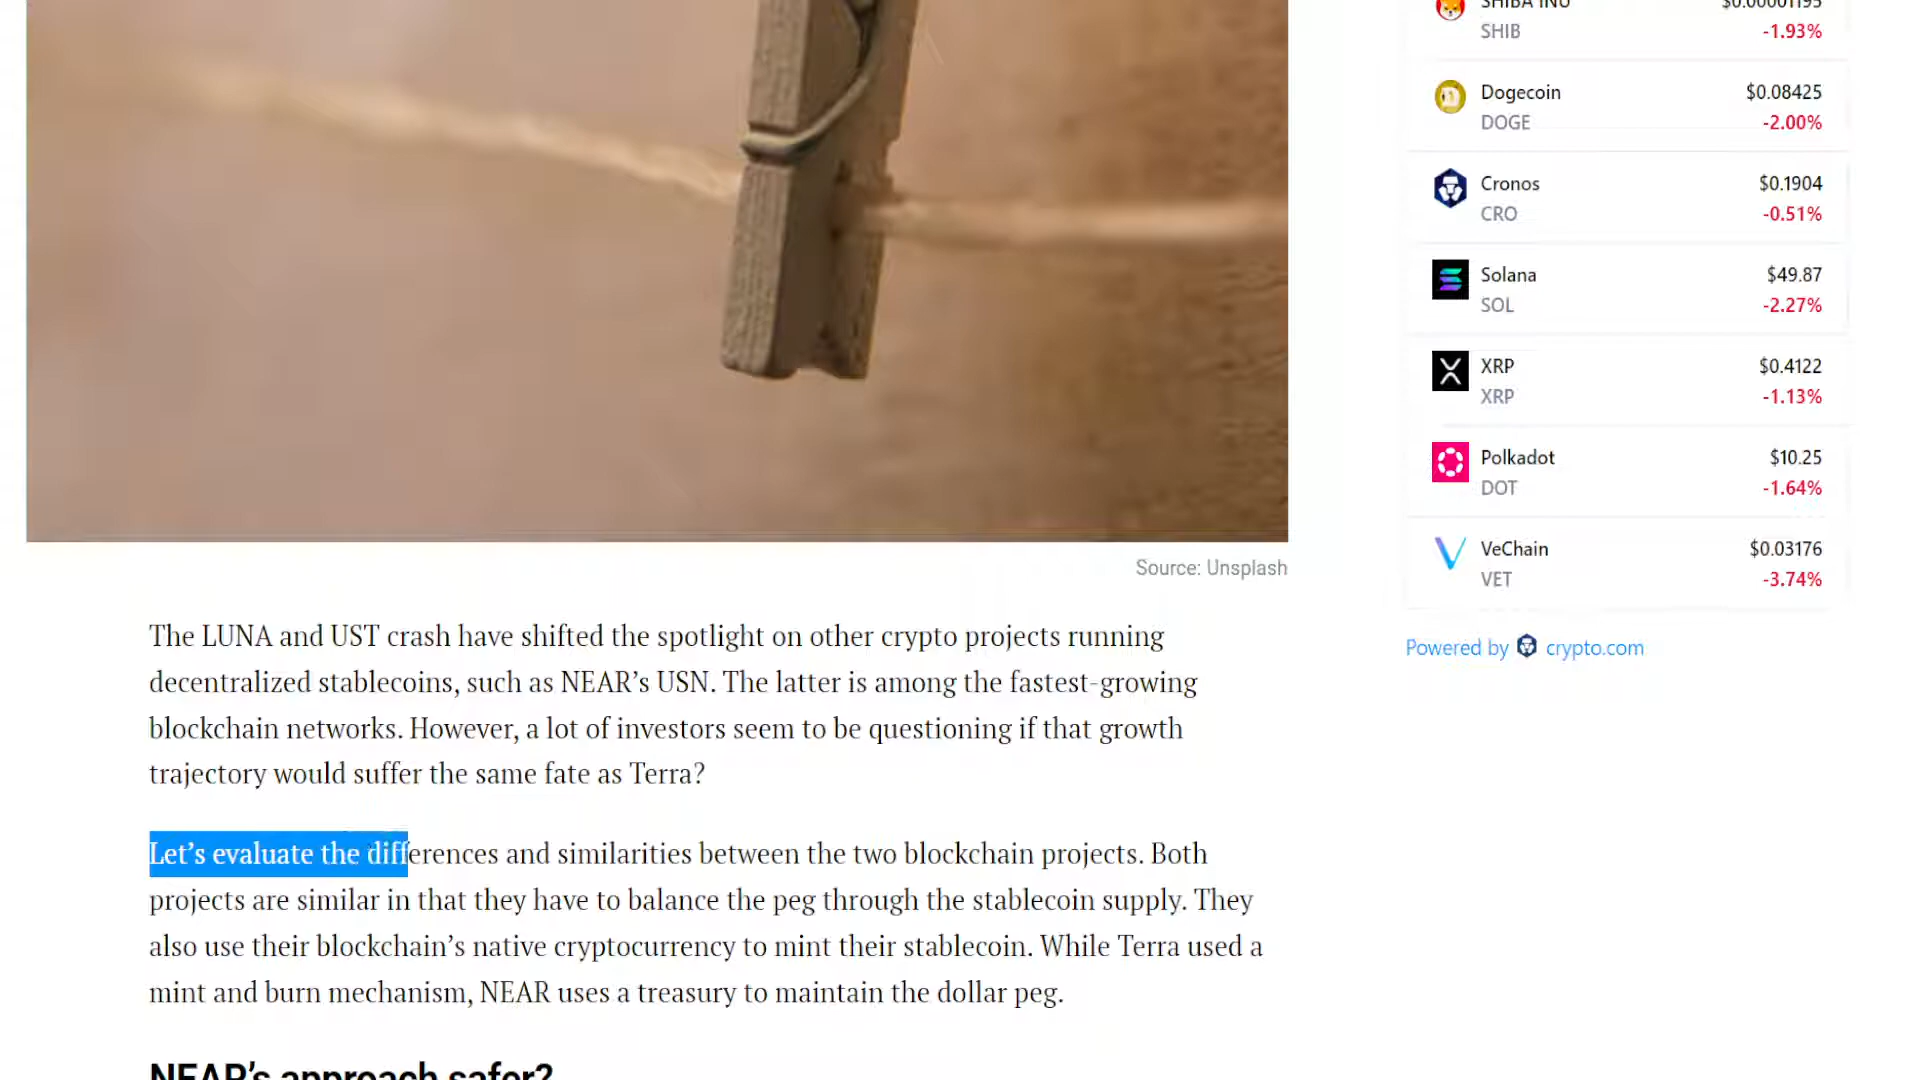 SHIBA INU
$0.00001195
SHIB
-1.93%
Dogecoin
$0.08425
DOGE
-2.00%
Cronos
$0.1904
CRO
-0.51%
Solana
$49.87
SOL
-2.27%
XRP
$0.4122
XRP
-1.13%
Polkadot
$10.25
DOT
-1.64%
VeChain
$0.03176
VET
-3.74%
Powered by crypto.com
Source: Unsplash
The LUNA and UST crash have shifted the spotlight on other crypto projects running
decentralized stablecoins, such as NEAR’s USN. The latter is among the fastest-growing
blockchain networks. However, a lot of investors seem to be questioning if that growth
trajectory would suffer the same fate as Terra?
Let’s evaluate the differences and similarities between the two blockchain projects. Both
projects are similar in that they have to balance the peg through the stablecoin supply. They
also use their blockchain’s native cryptocurrency to mint their stablecoin. While Terra used a
mint and burn mechanism, NEAR uses a treasury to maintain the dollar peg.
NEAR’s approach safer?